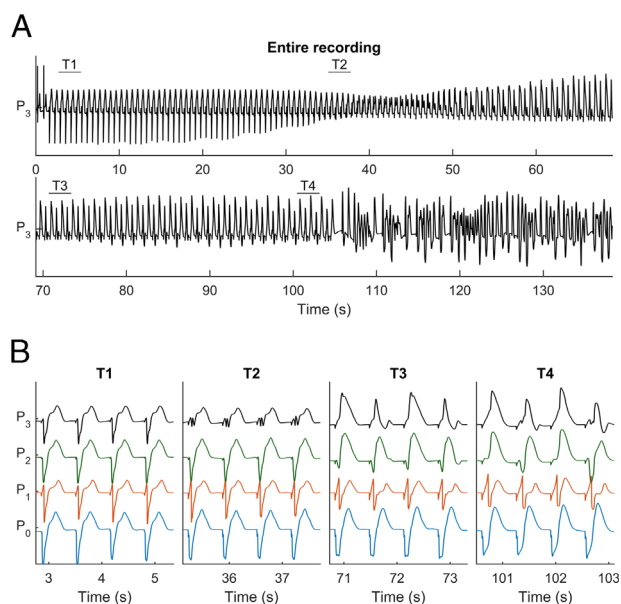 A
Entire recording
T1 T2
P3
0 10 20 30 40 50 60
T3 T4
P3
70 80 90 100 110 120 130
Time (s)
B
T1 T2 T3 T4
P3
P2
P1
P0
3 4 5 36 37 71 72 73 101 102 103
Time (s) Time (s) Time (s) Time (s)